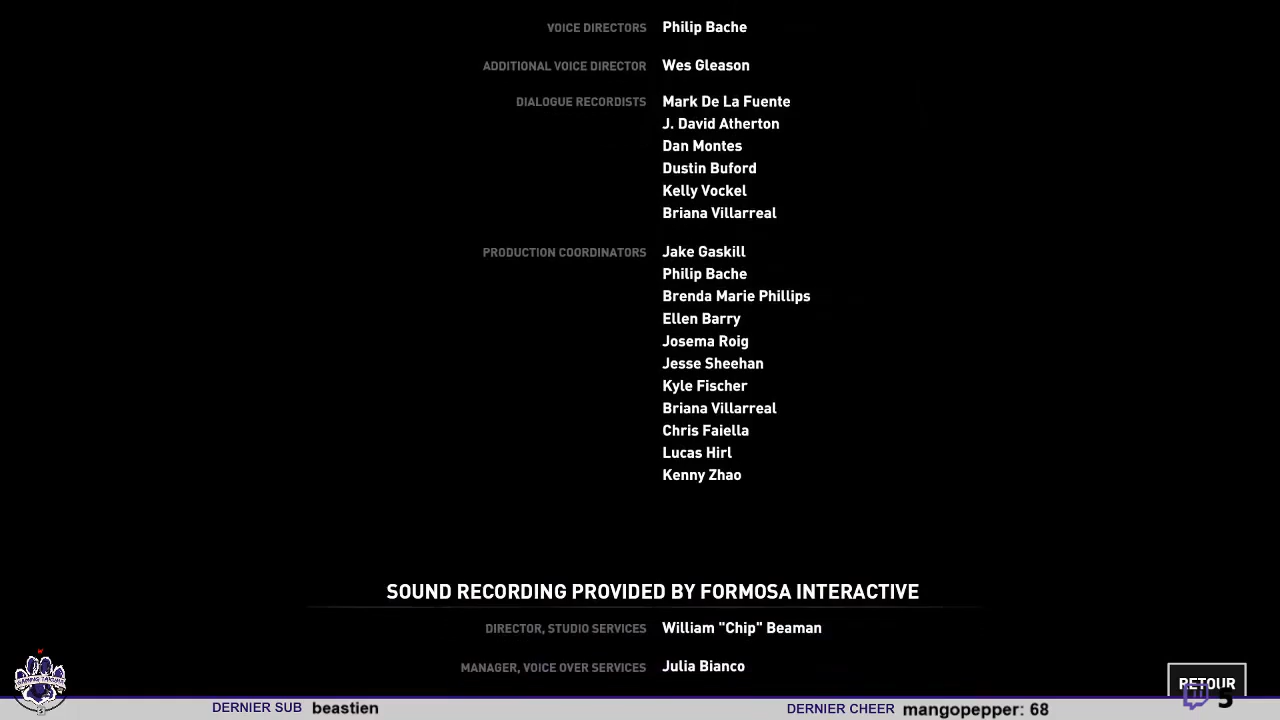 VOICE DIRECTORS Philip Bache
ADDITIONAL VOICE DIRECTOR Wes Gleason
DIALOGUE RECORDISTS Mark De La Fuente
J. David Atherton
Dan Montes
Dustin Buford
Kelly Vockel
Briana Villarreal
PRODUCTION COORDINATORS Jake Gaskill
Philip Bache
Brenda Marie Phillips
Ellen Barry
Josema Roig
Jesse Sheehan
Kyle Fischer
Briana Villarreal
Chris Faiella
Lucas Hirl
Kenny Zhao
SOUND RECORDING PROVIDED BY FORMOSA INTERACTIVE
DIRECTOR, STUDIO SERVICES William "Chip" Beaman
MANAGER, VOICE OVER SERVICES Julia Bianco
RETOUR
5
DERNIER SUB beastien
DERNIER CHEER mangopepper: 68